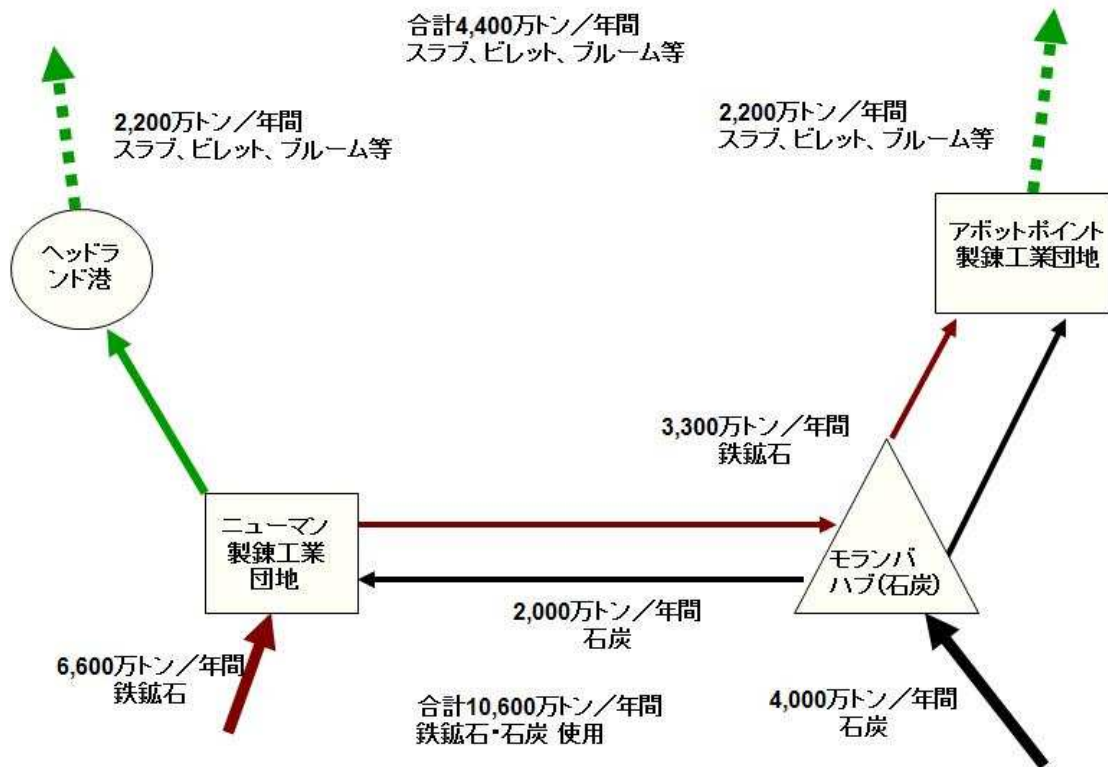 合計4,400万トン／年間
スラブ、ビレット、ブルーム等
2,200万トン／年間
スラブ、ビレット、ブルーム等
2,200万トン／年間
スラブ、ビレット、ブルーム等
ヘッドラ
ンド港
アボットポイント
製錬工業団地
3,300万トン／年間
鉄鉱石
ニューマン
製錬工業
団地
モランバ
ハブ(石炭)
2,000万トン／年間
石炭
6,600万トン／年間
鉄鉱石
合計10,600万トン／年間
鉄鉱石・石炭 使用
4,000万トン／年間
石炭